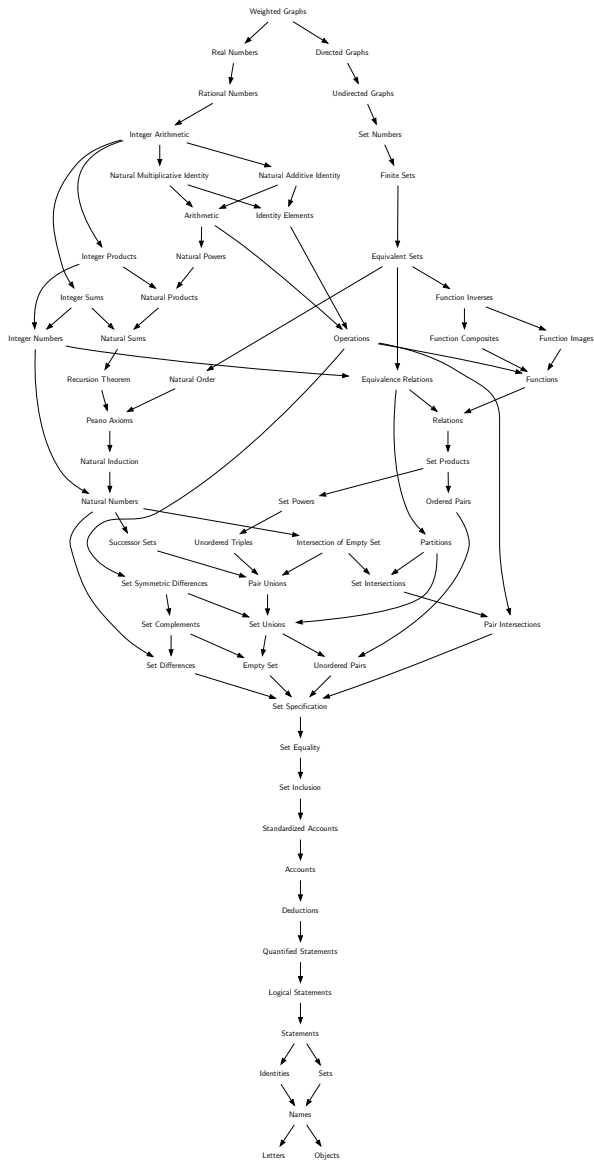 Weighted Graphs
Real Numbers
Directed Graphs
Rational Numbers
Undirected Graphs
Integer Arithmetic
Set Numbers
Natural Multiplicative Identity
Natural Additive Identity
Finite Sets
Arithmetic
Identity Elements
Integer Products
Natural Powers
Equivalent Sets
Integer Sums
Natural Products
Function Inverses
Integer Numbers
Natural Sums
Operations
Function Composites
Function Images
Recursion Theorem
Natural Order
Equivalence Relations
Functions
Peano Axioms
Relations
Natural Induction
Set Products
Natural Numbers
Set Powers
Ordered Pairs
Successor Sets
Unordered Triples
Intersection of Empty Set
Partitions
Set Symmetric Differences
Pair Unions
Set Intersections
Set Complements
Set Unions
Pair Intersections
Set Differences
Empty Set
Unordered Pairs
Set Specification
Set Equality
Set Inclusion
Standardized Accounts
Accounts
Deductions
Quantified Statements
Logical Statements
Statements
Identities
Sets
Names
Letters
Objects